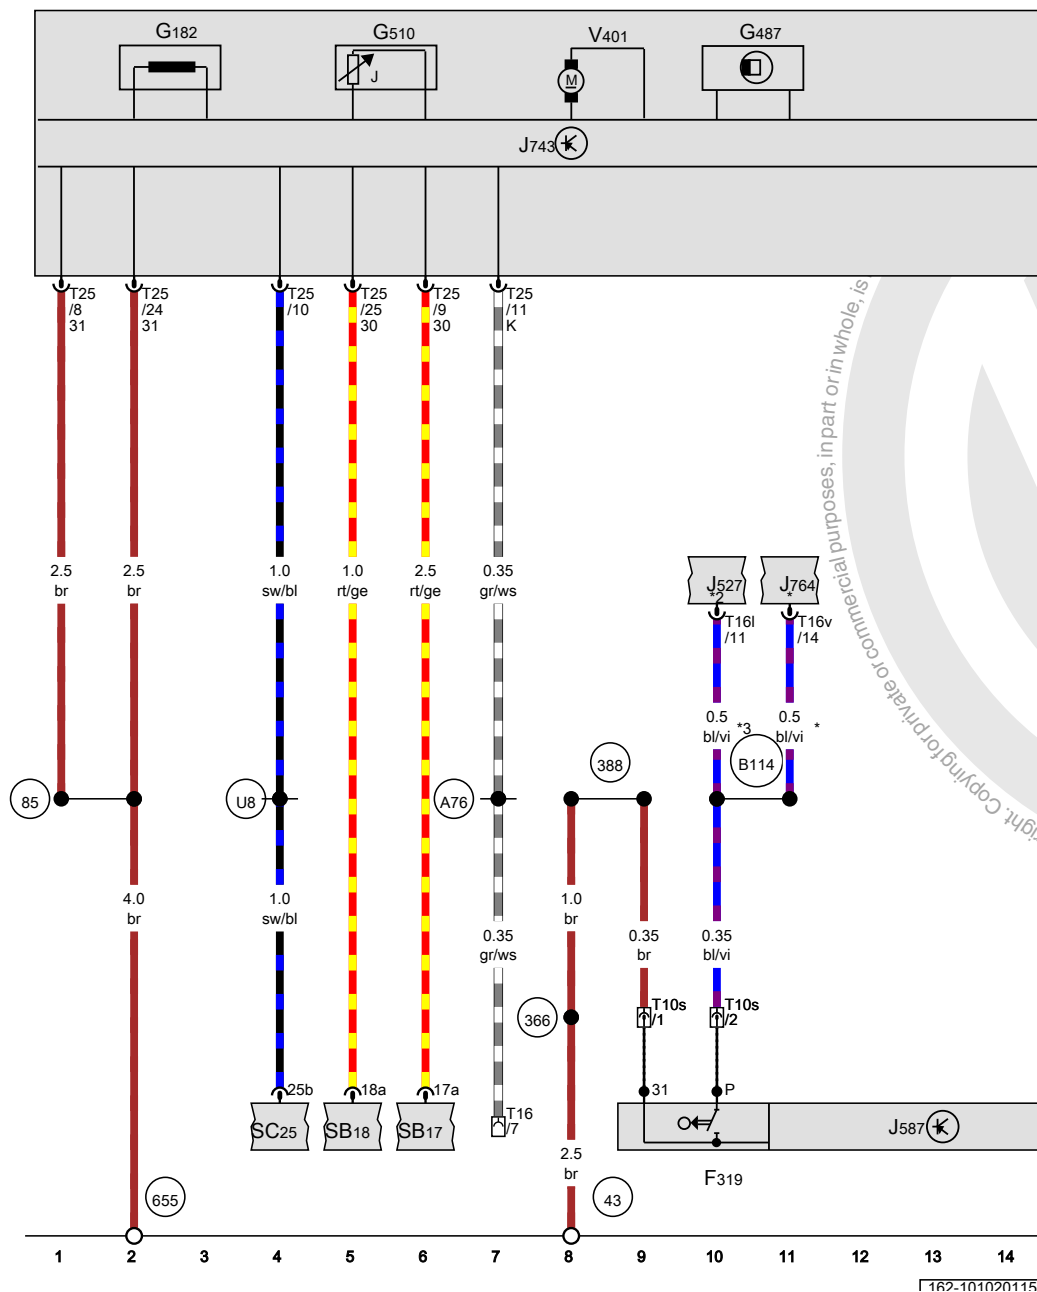 G182
G510
V401
G487
J
M
J743
T25
/8
31
T25
/24
31
T25
/10
T25
/25
30
T25
/9
30
T25
/11
K
2.5
br
2.5
br
1.0
sw/bl
1.0
rt/ge
2.5
rt/ge
0.35
gr/ws
J527
*2
J764
*
T16l
/11
T16v
/14
0.5
bl/vi
*3
0.5
bl/vi
*
85
U8
A76
388
B114
4.0
br
1.0
sw/bl
0.35
gr/ws
1.0
br
0.35
br
0.35
bl/vi
366
T10s
/1
T10s
/2
25b
18a
17a
T16
/7
31
P
SC25
SB18
SB17
J587
F319
2.5
br
655
43
1 2 3 4 5 6 7 8 9 10 11 12 13 14
162-101020115
right. Copying for private or commercial purposes, in part or in whole, is